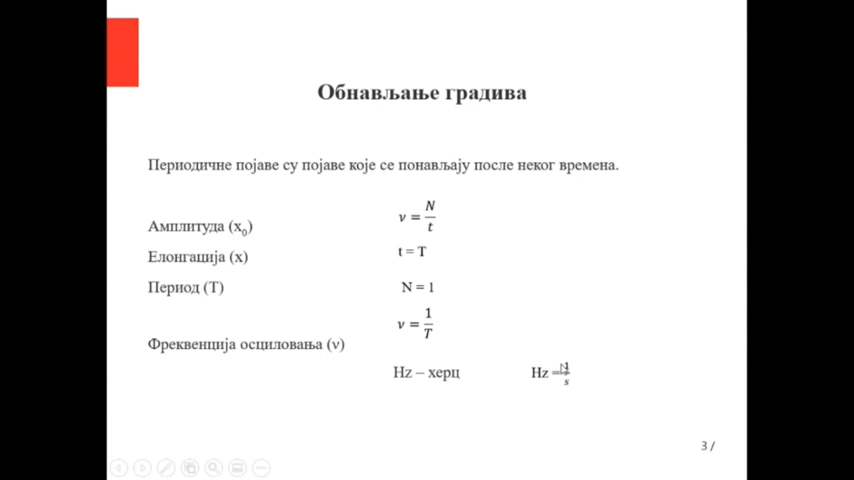 Обнављање градива
Периодичне појаве су појаве које се понављају после неког времена.
Амплитуда (x₀)
ν = N/t
Елонгација (x)
t = T
Период (T)
N = 1
ν = 1/T
Фреквенција осциловања (ν)
Hz – херц
Hz = 1/s
3 /